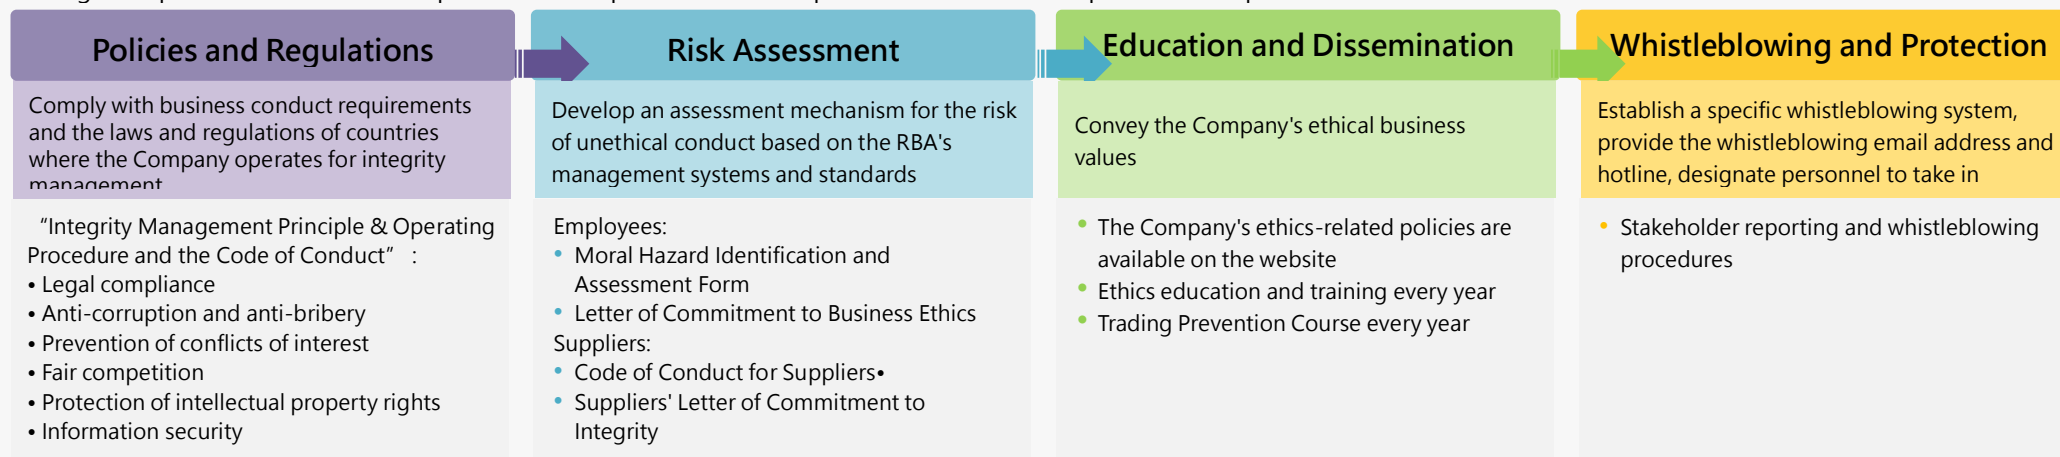 Policies and Regulations
Comply with business conduct requirements
and the laws and regulations of countries
where the Company operates for integrity
management
“Integrity Management Principle & Operating
Procedure and the Code of Conduct” :
• Legal compliance
• Anti-corruption and anti-bribery
• Prevention of conflicts of interest
• Fair competition
• Protection of intellectual property rights
• Information security
Risk Assessment
Develop an assessment mechanism for the risk
of unethical conduct based on the RBA's
management systems and standards
Employees:
• Moral Hazard Identification and
Assessment Form
• Letter of Commitment to Business Ethics
Suppliers:
• Code of Conduct for Suppliers•
• Suppliers' Letter of Commitment to
Integrity
Education and Dissemination
Convey the Company's ethical business
values
• The Company's ethics-related policies are
available on the website
• Ethics education and training every year
• Trading Prevention Course every year
Whistleblowing and Protection
Establish a specific whistleblowing system,
provide the whistleblowing email address and
hotline, designate personnel to take in
• Stakeholder reporting and whistleblowing
procedures